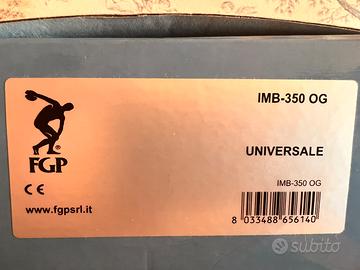 IMB-350 OG
FGP
®
UNIVERSALE
CE
IMB-350 OG
www.fgpsrl.it
8 033488 656140
subito